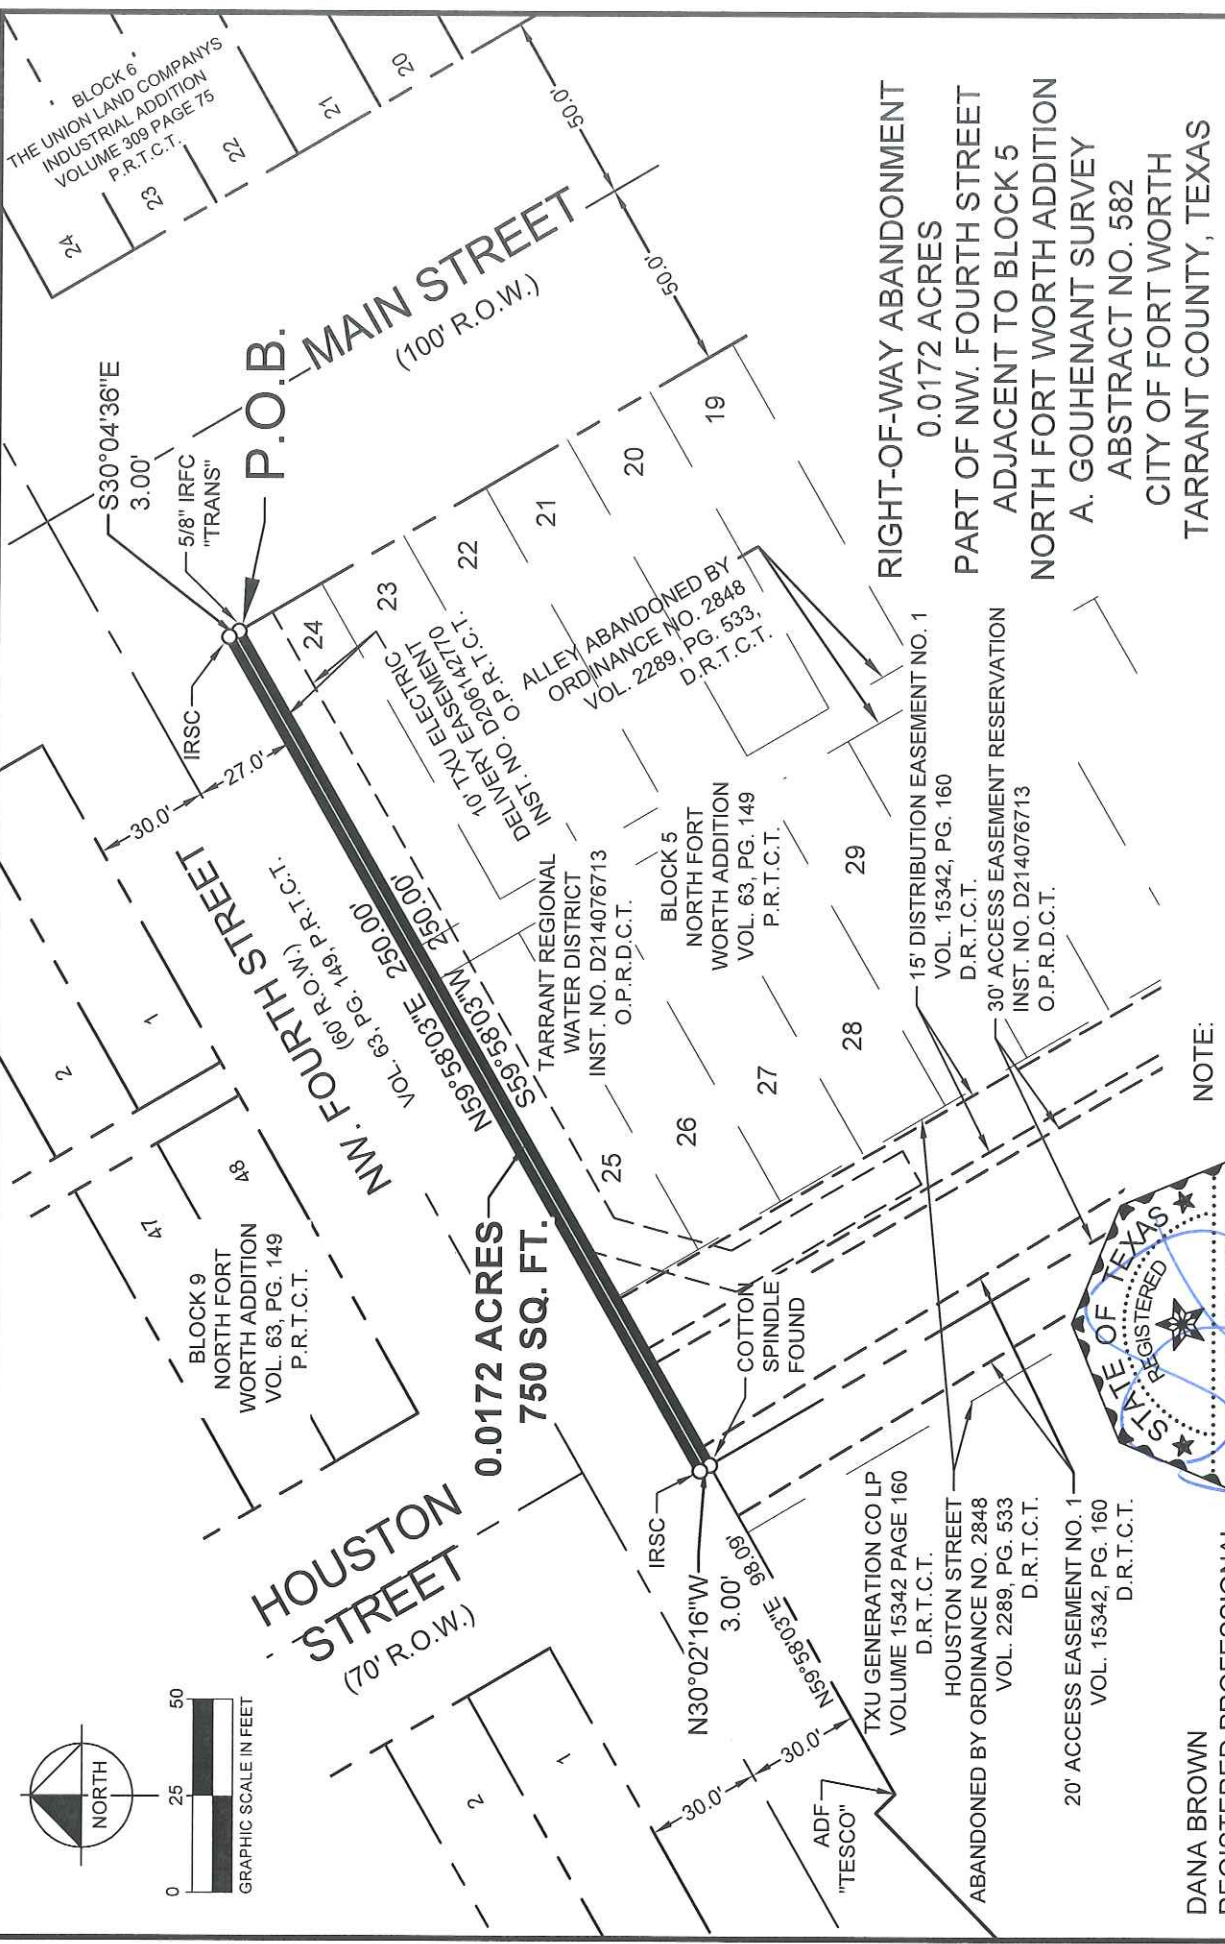 BLOCK 6
THE UNION LAND COMPANYS
INDUSTRIAL ADDITION
VOLUME 309 PAGE 75
P.R.T.C.T.
24
23
22
21
20
50.0'
50.0'
MAIN STREET
(100' R.O.W.)
S30°04'36"E
3.00'
5/8" IRFC
"TRANS"
P.O.B.
IRSC
30.0'
27.0'
NW. FOURTH STREET
(60' R.O.W.)
VOL. 63, PG. 149, P.R.T.C.T.
N59°58'03"E 250.00'
S59°58'03"W 250.00'
2
1
47
48
BLOCK 9
NORTH FORT
WORTH ADDITION
VOL. 63, PG. 149
P.R.T.C.T.
0.0172 ACRES
750 SQ. FT.
HOUSTON
STREET
(70' R.O.W.)
NORTH
0
25
50
GRAPHIC SCALE IN FEET
2
1
30.0'
30.0'
ADF
"TESCO"
N59°58'03"E 98.09'
IRSC
N30°02'16"W
3.00'
COTTON
SPINDLE
FOUND
24
23
22
21
20
19
25
26
27
28
29
10' TXU ELECTRIC
DELIVERY EASEMENT
INST. NO. D206142770
O.P.R.T.C.T.
ALLEY ABANDONED BY
ORDINANCE NO. 2848
VOL. 2289, PG. 533,
D.R.T.C.T.
TARRANT REGIONAL
WATER DISTRICT
INST. NO. D214076713
O.P.R.D.C.T.
BLOCK 5
NORTH FORT
WORTH ADDITION
VOL. 63, PG. 149
P.R.T.C.T.
15' DISTRIBUTION EASEMENT NO. 1
VOL. 15342, PG. 160
D.R.T.C.T.
30' ACCESS EASEMENT RESERVATION
INST. NO. D214076713
O.P.R.D.C.T.
TXU GENERATION CO LP
VOLUME 15342 PAGE 160
D.R.T.C.T.
HOUSTON STREET
ABANDONED BY ORDINANCE NO. 2848
VOL. 2289, PG. 533
D.R.T.C.T.
20' ACCESS EASEMENT NO. 1
VOL. 15342, PG. 160
D.R.T.C.T.
RIGHT-OF-WAY ABANDONMENT
0.0172 ACRES
PART OF NW. FOURTH STREET
ADJACENT TO BLOCK 5
NORTH FORT WORTH ADDITION
A. GOUHENANT SURVEY
ABSTRACT NO. 582
CITY OF FORT WORTH
TARRANT COUNTY, TEXAS
NOTE:
STATE OF TEXAS
REGISTERED
DANA BROWN
REGISTERED PROFESSIONAL